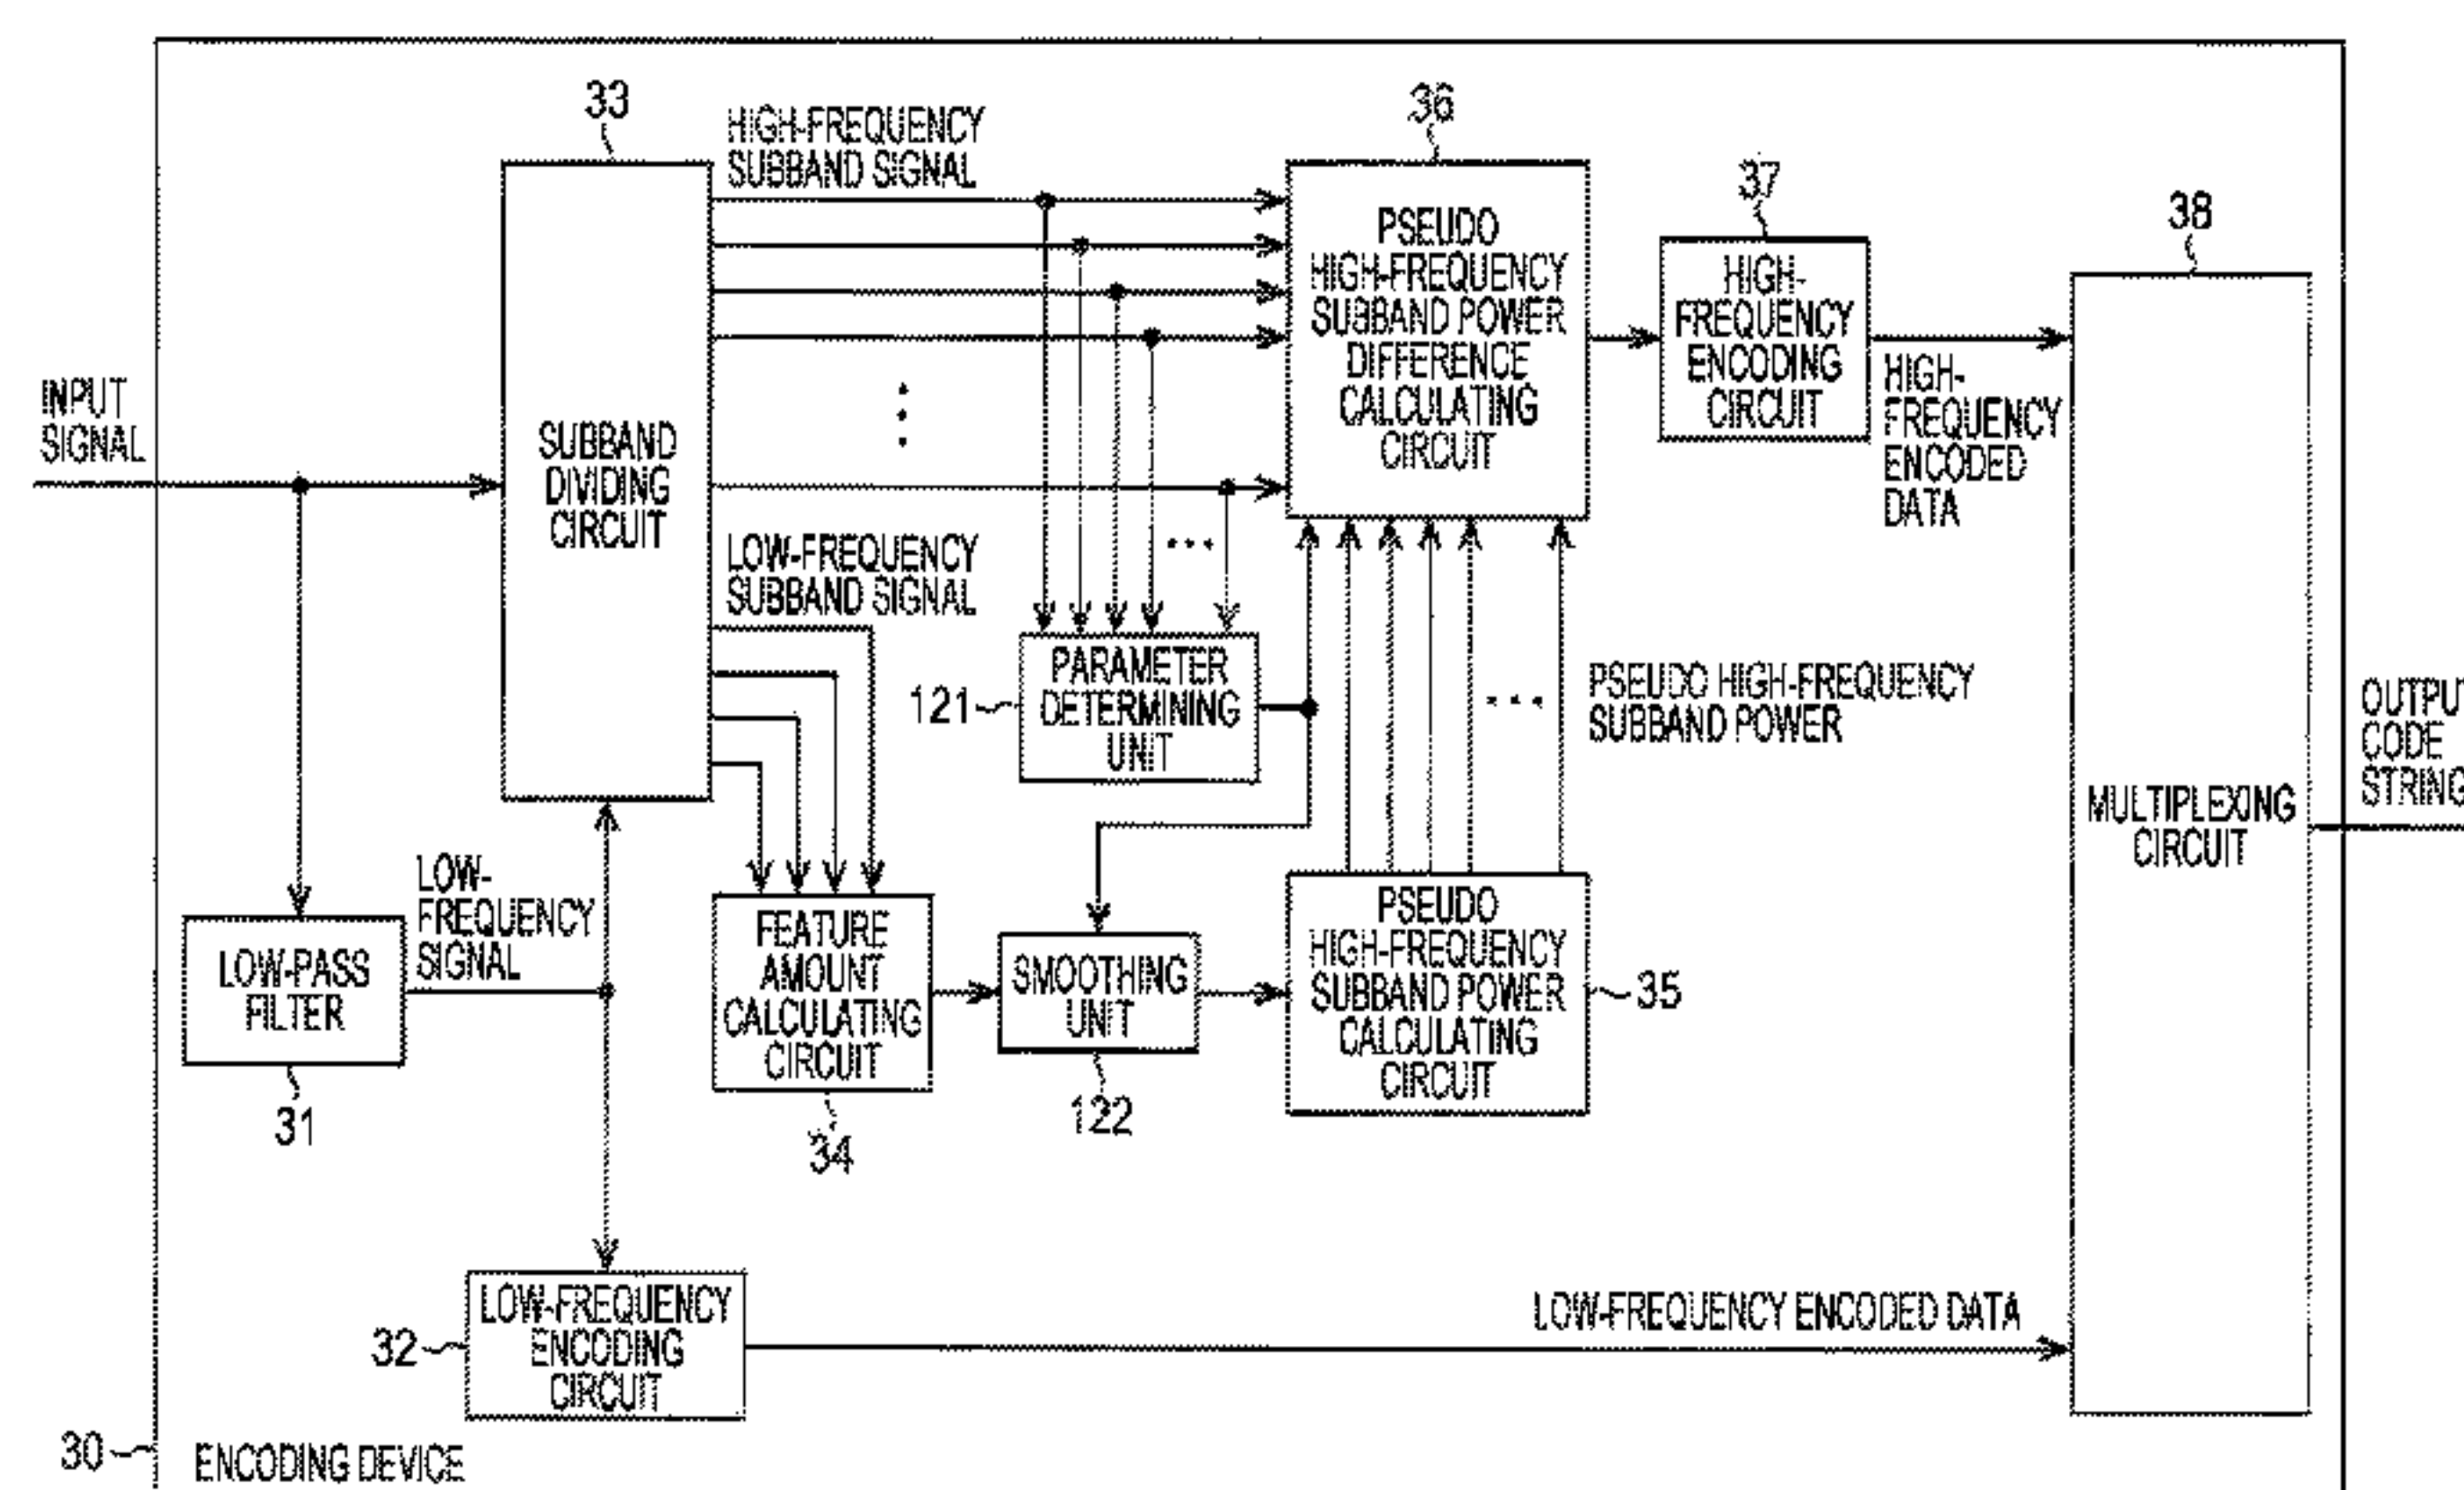 33
HIGH-FREQUENCY
SUBBAND SIGNAL
36
37
38
INPUT
SIGNAL
SUBBAND
DIVIDING
CIRCUIT
PSEUDO
HIGH-FREQUENCY
SUBBAND POWER
DIFFERENCE
CALCULATING
CIRCUIT
HIGH-
FREQUENCY
ENCODING
CIRCUIT
HIGH-
FREQUENCY
ENCODED
DATA
LOW-FREQUENCY
SUBBAND SIGNAL
121
PARAMETER
DETERMINING
UNIT
PSEUDO HIGH-FREQUENCY
SUBBAND POWER
MULTIPLEXING
CIRCUIT
OUTPUT
CODE
STRING
LOW-PASS
FILTER
31
LOW-
FREQUENCY
SIGNAL
FEATURE
AMOUNT
CALCULATING
CIRCUIT
34
SMOOTHING
UNIT
122
PSEUDO
HIGH-FREQUENCY
SUBBAND POWER
CALCULATING
CIRCUIT
35
32
LOW-FREQUENCY
ENCODING
CIRCUIT
LOW-FREQUENCY ENCODED DATA
30
ENCODING DEVICE